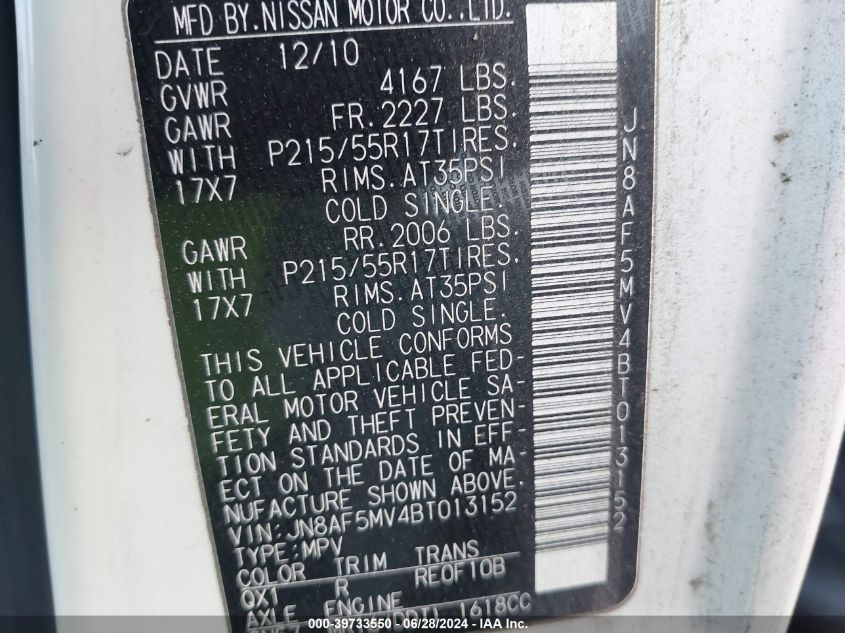 MFD BY.NISSAN MOTOR CO.,LTD.
DATE 12/10
GVWR 4167 LBS.
GAWR FR.2227 LBS.
WITH P215/55R17TIRES.
17X7 RIMS.AT35PSI
COLD SINGLE.
GAWR RR.2006 LBS.
WITH P215/55R17TIRES.
17X7 RIMS.AT35PSI
COLD SINGLE.
THIS VEHICLE CONFORMS
TO ALL APPLICABLE FED-
ERAL MOTOR VEHICLE SA-
FETY AND THEFT PREVEN-
TION STANDARDS IN EFF-
ECT ON THE DATE OF MA-
NUFACTURE SHOWN ABOVE.
VIN:JN8AF5MV4BT013152
TYPE:MPV
COLOR TRIM TRANS
QX1 R RE0F10B
AXLE ENGINE
1618CC
JN8AF5MV4BT013152
000-39733550 - 06/28/2024 - IAAI.com